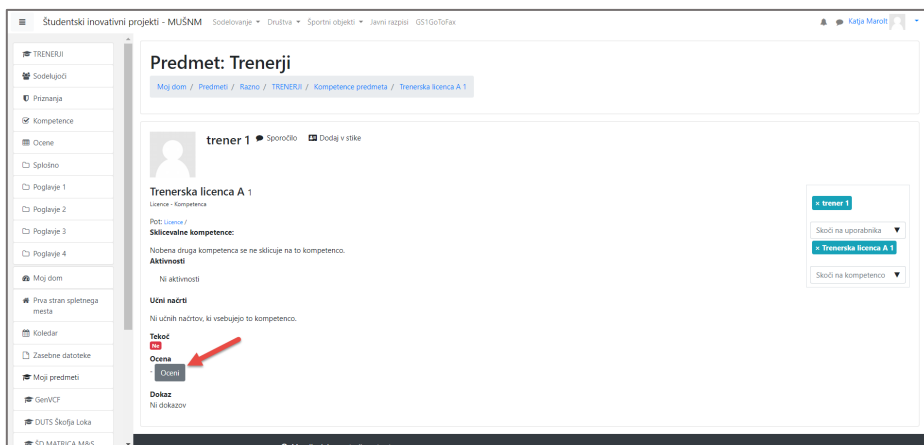 Študentski inovativni projekti - MUŠNM Sodelovanje Društva Športni objekti Javni razpisi GS1GoToFax Katja Marolt
TRENERJI
Sodelujoči
Priznanja
Kompetence
Ocene
Splošno
Poglavje 1
Poglavje 2
Poglavje 3
Poglavje 4
Moj dom
Prva stran spletnega
mesta
Koledar
Zasebne datoteke
Moji predmeti
GenVCF
DUTS Škofja Loka
ŠD MATRICA M&S
Predmet: Trenerji
Moj dom / Predmeti / Razno / TRENERJI / Kompetence predmeta / Trenerska licenca A 1
trener 1 Sporočilo Dodaj v stike
Trenerska licenca A 1
Licence - Kompetenca
Pot: Licence /
Sklicevalne kompetence:
Nobena druga kompetenca se ne sklicuje na to kompetenco.
Aktivnosti
Ni aktivnosti
Učni načrti
Ni učnih načrtov, ki vsebujejo to kompetenco.
Tekoč
Ne
Ocena
- Oceni
Dokaz
Ni dokazov
× trener 1
Skoči na uporabnika ▼
× Trenerska licenca A 1
Skoči na kompetenco ▼